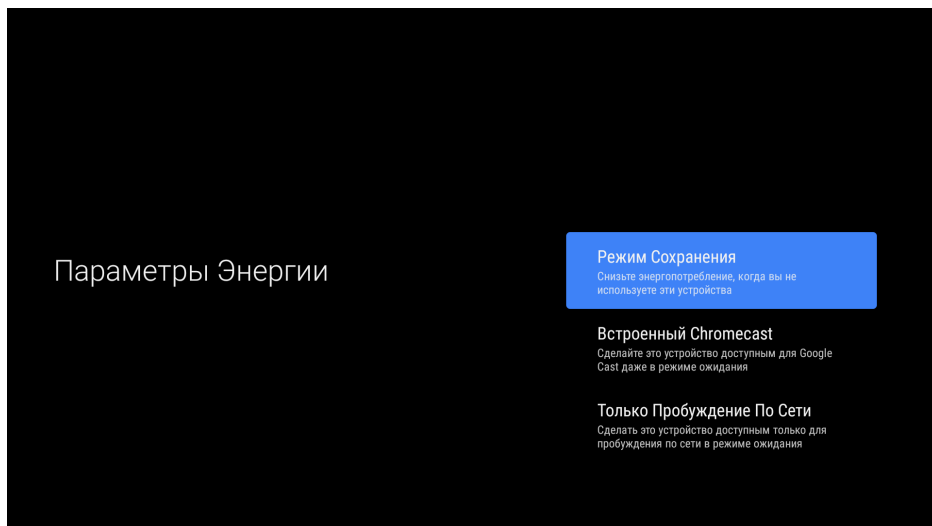 Параметры Энергии
Режим Сохранения
Снизьте энергопотребление, когда вы не
используете эти устройства
Встроенный Chromecast
Сделайте это устройство доступным для Google
Cast даже в режиме ожидания
Только Пробуждение По Сети
Сделать это устройство доступным только для
пробуждения по сети в режиме ожидания